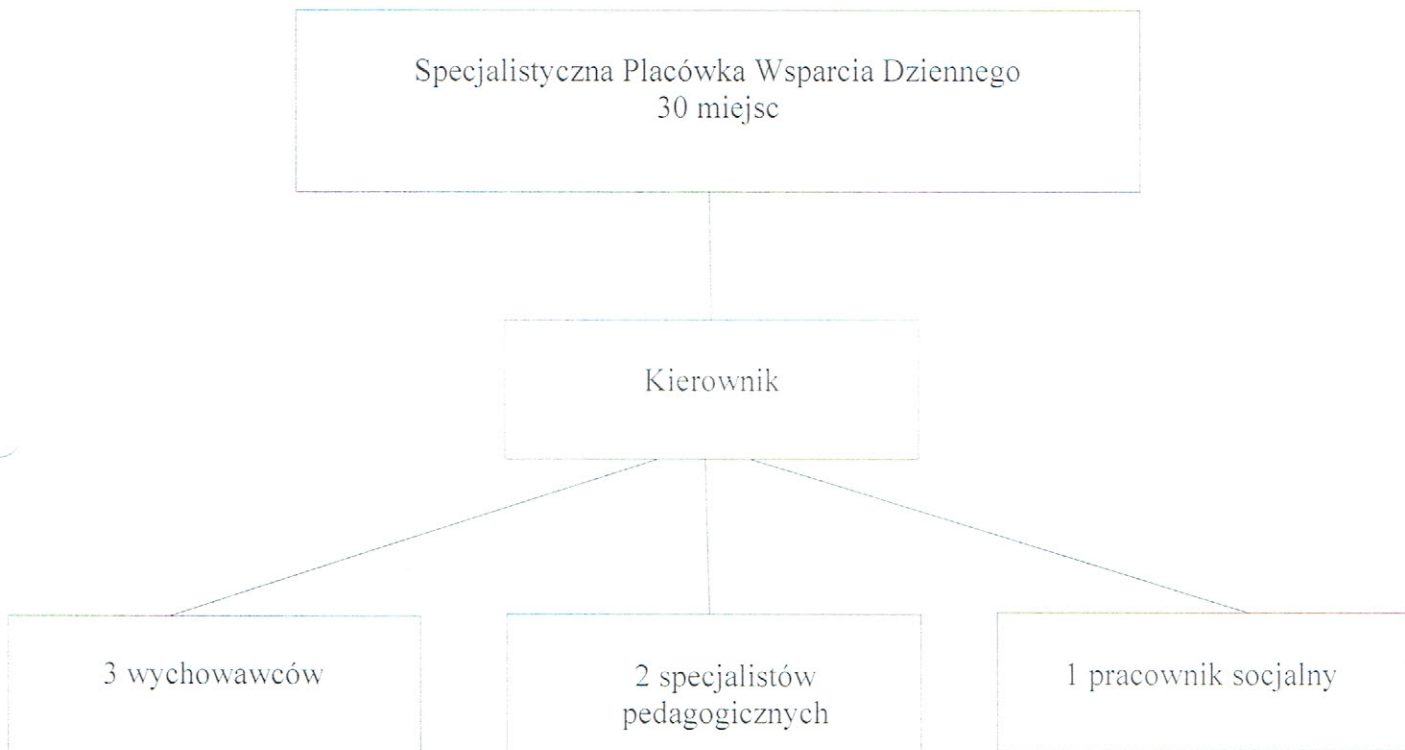 Specjalistyczna Placówka Wsparcia Dziennego
30 miejsc
Kierownik
3 wychowawców
2 specjalistów
pedagogicznych
1 pracownik socjalny